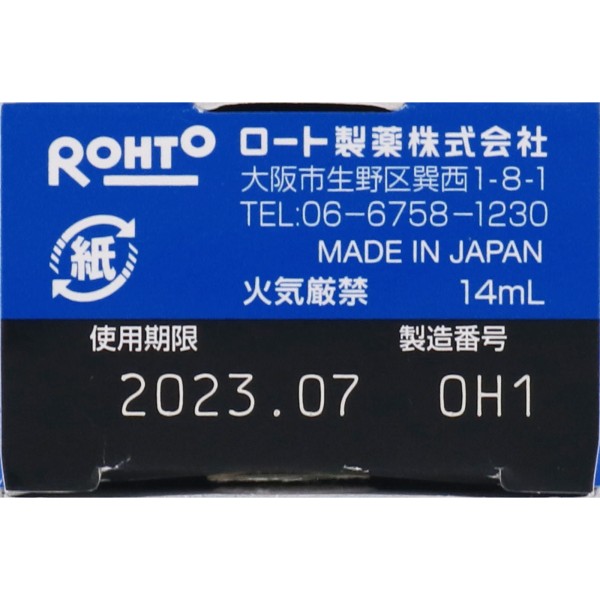 ROHTO
ロート製薬株式会社
大阪市生野区巽西1-8-1
TEL:06-6758-1230
MADE IN JAPAN
紙
火気厳禁 14mL
使用期限 製造番号
2023.07 0H1